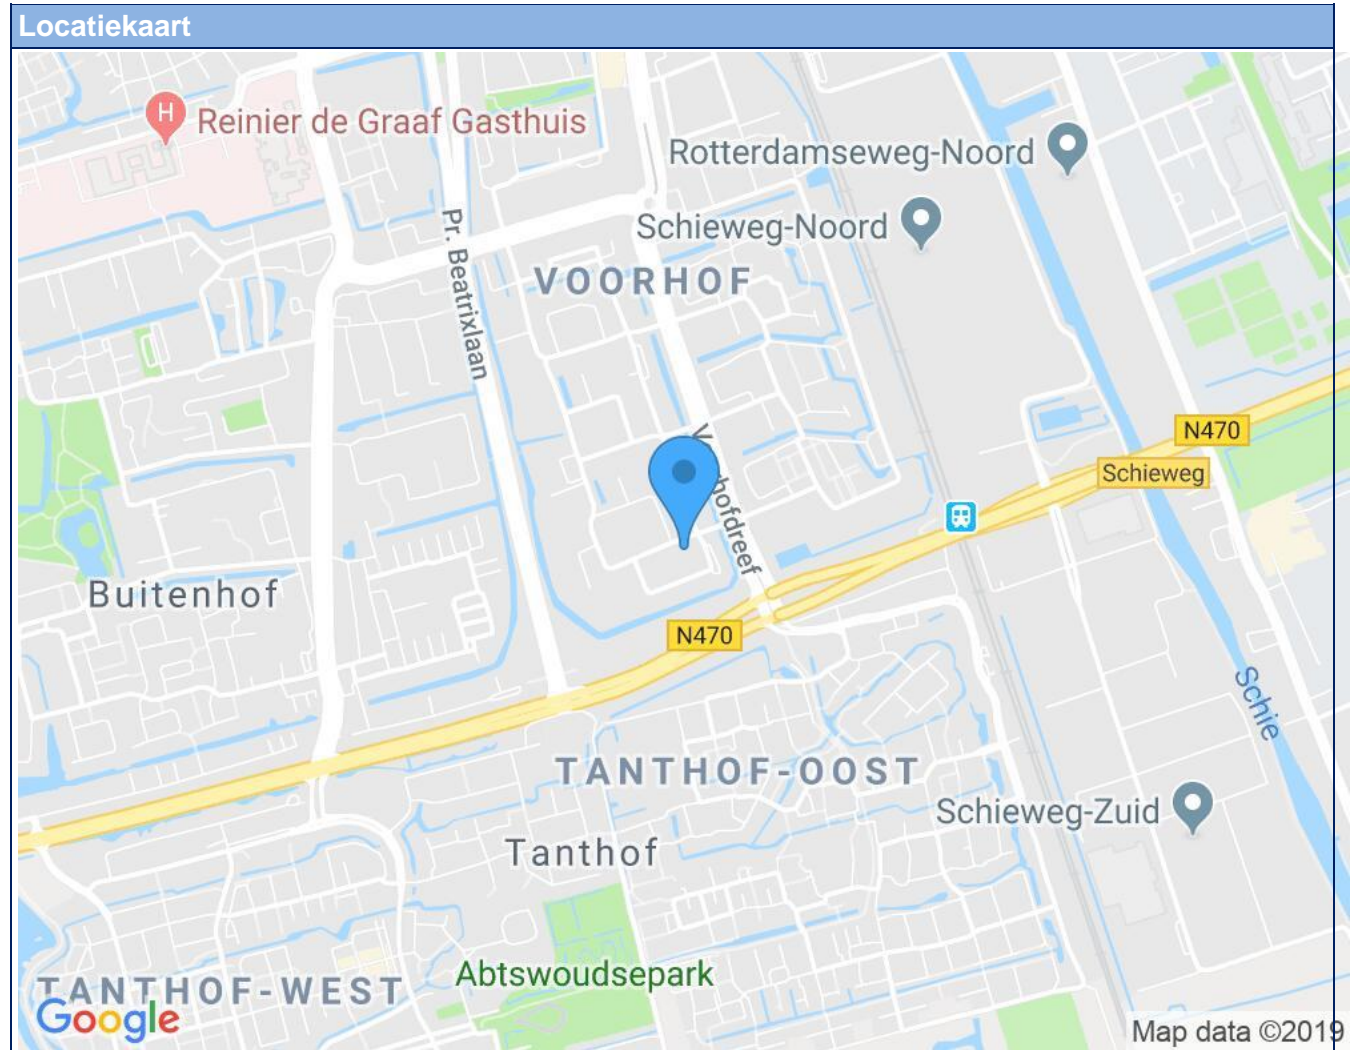 Locatiekaart
H
Reinier de Graaf Gasthuis
Rotterdamseweg-Noord
Schieweg-Noord
Pr. Beatrixlaan
VOORHOF
N470
Schieweg
hofdreef
Buitenhof
N470
Schie
TANTHOF-OOST
Schieweg-Zuid
Tanthof
Abtswoudsepark
TANTHOF-WEST
Google
Map data ©2019